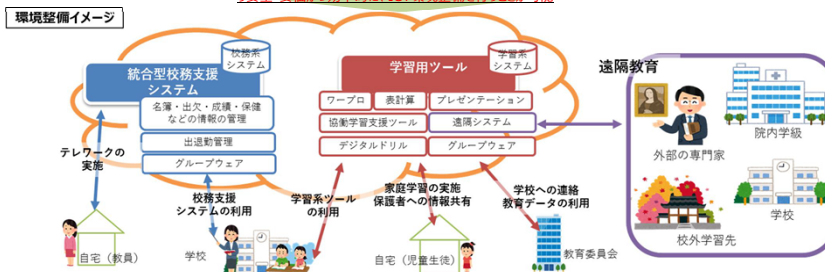 環境整備イメージ
校務系
システム
統合型校務支援
システム
名簿・出欠・成績・保健
などの情報の管理
出退勤管理
グループウェア
学習系
システム
学習用ツール
ワープロ
表計算
プレゼンテーション
協働学習支援ツール
遠隔システム
デジタルドリル
グループウェア
遠隔教育
外部の専門家
院内学級
校外学習先
学校
テレワークの
実施
校務支援
システムの利用
学習系ツール
の利用
家庭学習の実施
保護者への情報共有
学校への連絡
教育データの利用
自宅（教員）
学校
自宅（児童生徒）
教育委員会